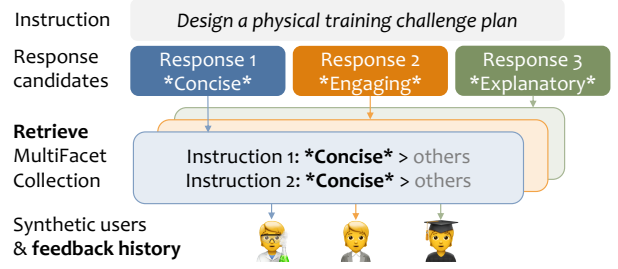 Instruction
Design a physical training challenge plan
Response
candidates
Response 1
*Concise*
Response 2
*Engaging*
Response 3
*Explanatory*
Retrieve
MultiFacet
Collection
Instruction 1: *Concise* > others
Instruction 2: *Concise* > others
Synthetic users
& feedback history